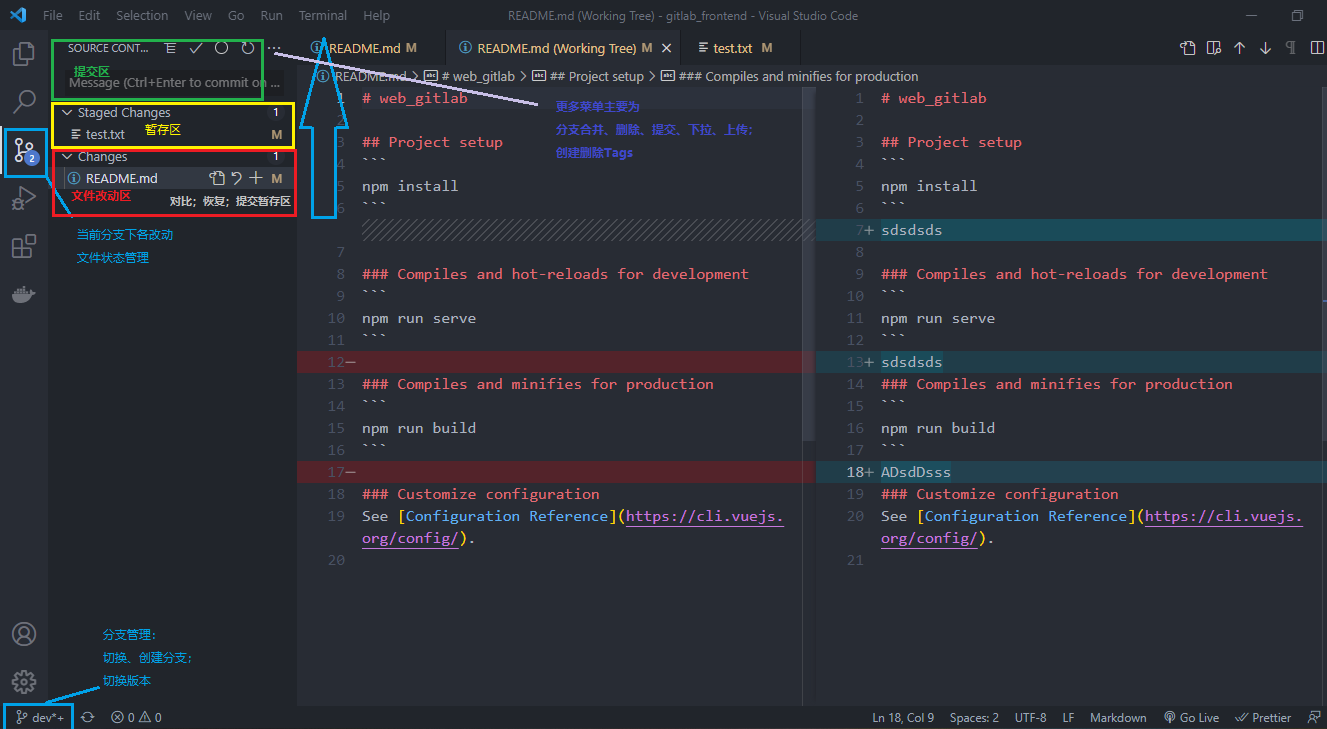 File Edit Selection View Go Run Terminal Help
README.md (Working Tree) - gitlab_frontend - Visual Studio Code
SOURCE CONT...
提交区
Message (Ctrl+Enter to commit on ...
Staged Changes 1
test.txt M
暂存区
Changes 1
README.md M
文件改动区
对比；恢复；提交暂存区
2
当前分支下各改动
文件状态管理
分支管理：
切换、创建分支；
切换版本
README.md M
README.md (Working Tree) M
test.txt M
README.md > # web_gitlab > ## Project setup > ### Compiles and minifies for production
更多菜单主要为
分支合并、删除、提交、下拉、上传；
创建删除Tags
1 # web_gitlab
3 ## Project setup
4 ```
5 npm install
6 ```
7
8 ### Compiles and hot-reloads for development
9 ```
10 npm run serve
11 ```
12−
13 ### Compiles and minifies for production
14 ```
15 npm run build
16 ```
17−
18 ### Customize configuration
19 See [Configuration Reference](https://cli.vuejs.
org/config/).
20
1 # web_gitlab
2
3 ## Project setup
4 ```
5 npm install
6 ```
7+ sdsdsds
8
9 ### Compiles and hot-reloads for development
10 ```
11 npm run serve
12 ```
13+ sdsdsds
14 ### Compiles and minifies for production
15 ```
16 npm run build
17 ```
18+ ADsdDsss
19 ### Customize configuration
20 See [Configuration Reference](https://cli.vuejs.
org/config/).
21
dev*+ 0 0
Ln 18, Col 9 Spaces: 2 UTF-8 LF Markdown Go Live Prettier